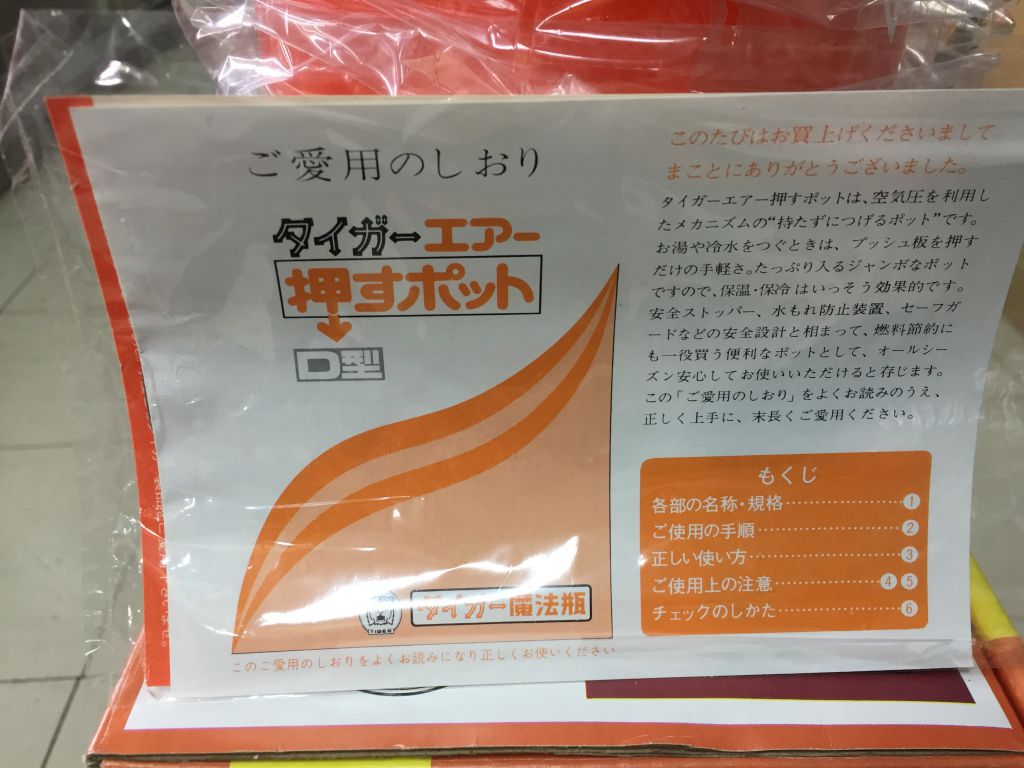 ご愛用のしおり
タイガーエアー
押すポット
D型
このたびはお買上げくださいまして
まことにありがとうございました。
タイガーエアー押すポットは、空気圧を利用し
たメカニズムの“持たずにつげるポット”です。
お湯や冷水をつぐときは、プッシュ板を押す
だけの手軽さ。たっぷり入るジャンボなポット
ですので、保温・保冷はいっそう効果的です。
安全ストッパー、水もれ防止装置、セーフガ
ードなどの安全設計と相まって、燃料節約に
も一役買う便利なポットとして、オールシー
ズン安心してお使いいただけると存じます。
この「ご愛用のしおり」をよくお読みのうえ、
正しく上手に、末長くご愛用ください。
もくじ
各部の名称・規格……………………①
ご使用の手順……………………②
正しい使い方……………………③
ご使用上の注意……………………④⑤
チェックのしかた……………………⑥
TIGER
タイガー魔法瓶
このご愛用のしおりをよくお読みになり正しくお使いください